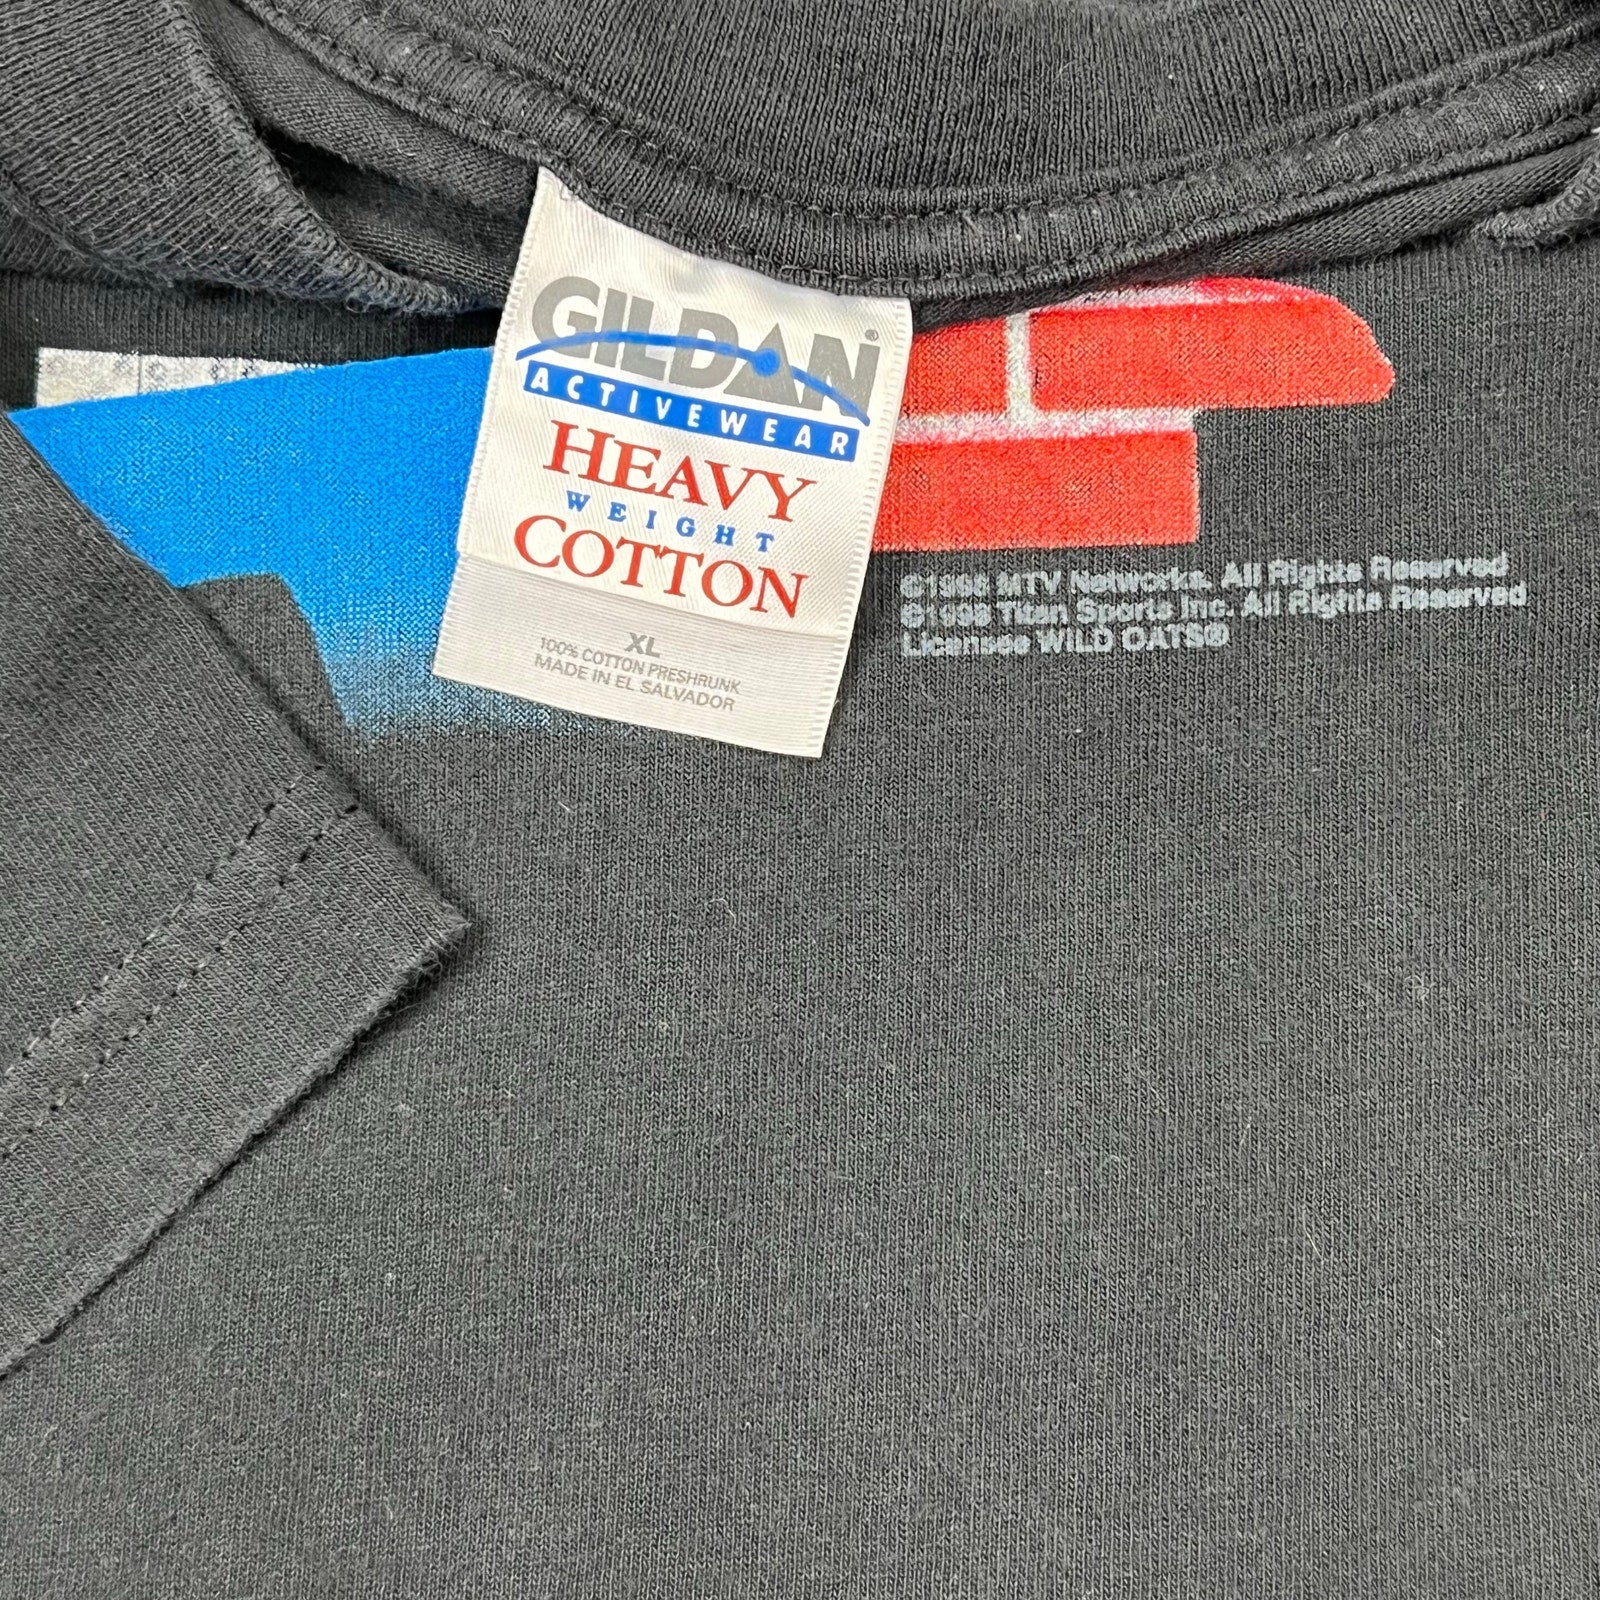 GILDAN®
ACTIVEWEAR
HEAVY
WEIGHT
COTTON
XL
100% COTTON PRESHRUNK
MADE IN EL SALVADOR
©1998 MTV Networks. All Rights Reserved
©1998 Titan Sports Inc. All Rights Reserved
Licensee WILD OATS®